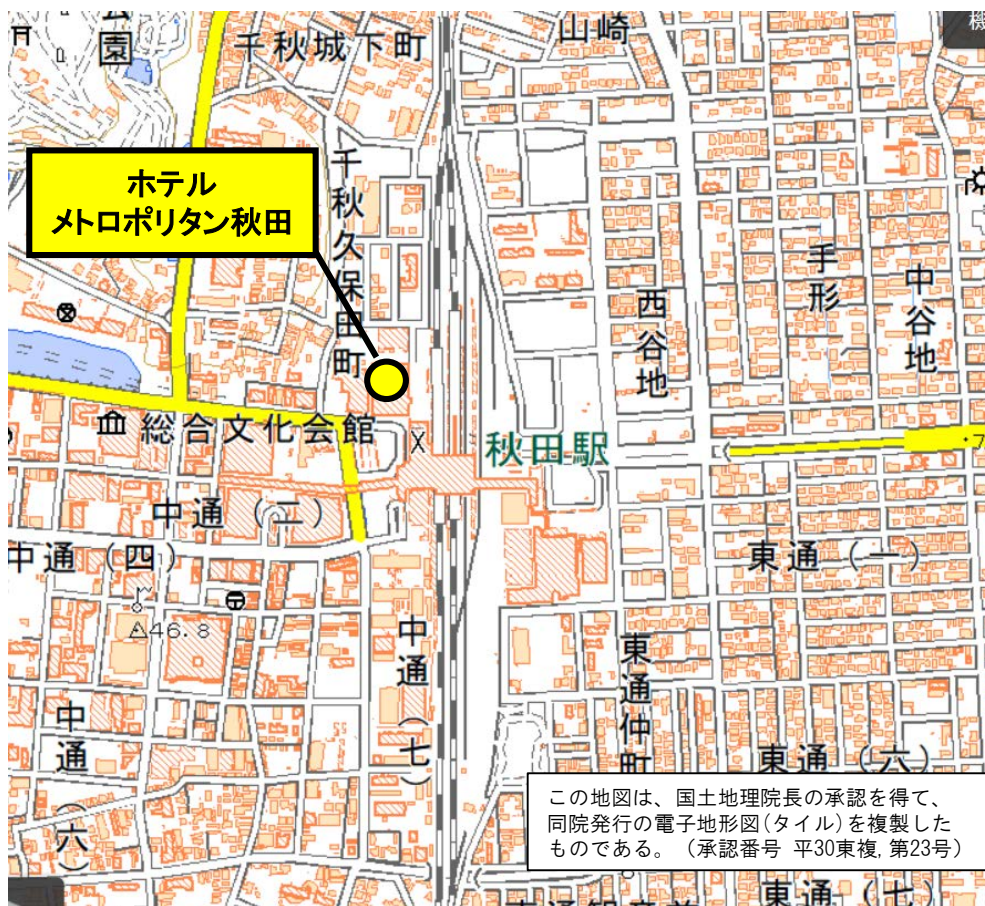 園
千秋城下町
山崎
機
ホテル
メトロポリタン秋田
千秋久保田町
手形
中谷地
西谷地
総合文化会館
秋田駅
・7
中通(二)
中通(四)
東通(一)
46.8
中通(七)
東通仲町
中通(六)
東通(六)
この地図は、国土地理院長の承認を得て、
同院発行の電子地形図(タイル)を複製した
ものである。（承認番号 平30東複,第23号）
東通(七)